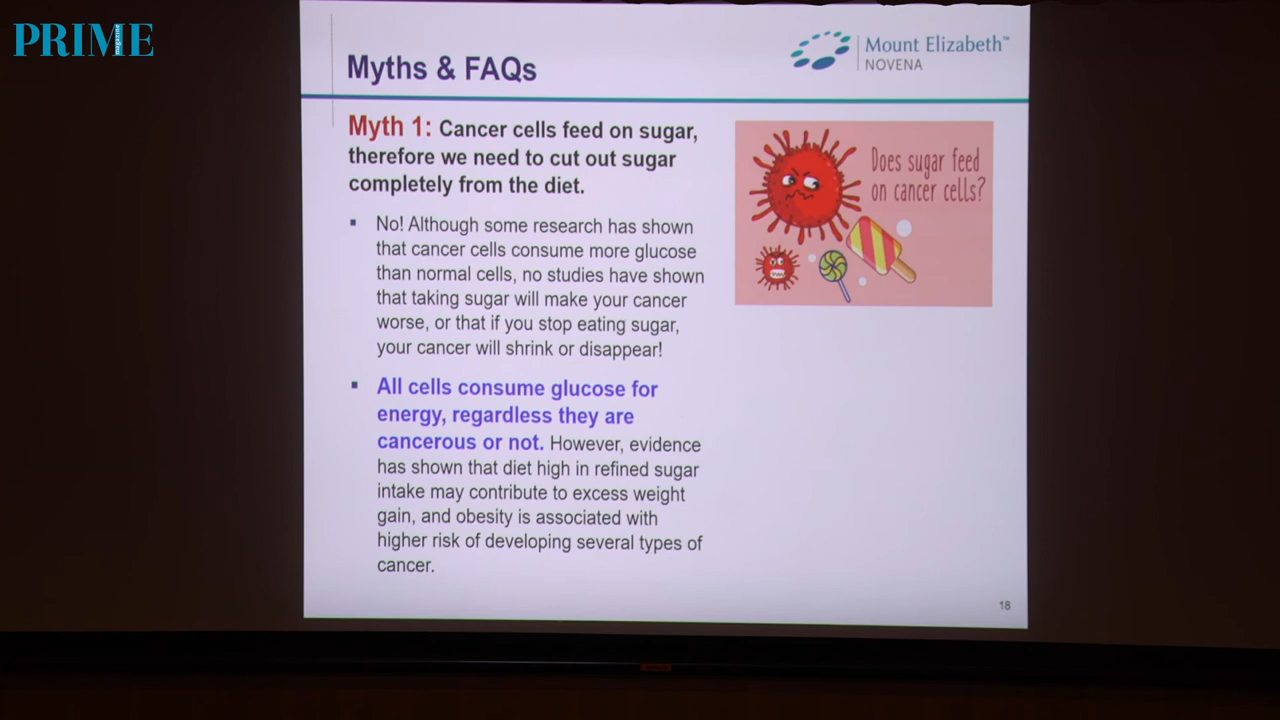 PRIME
magazine
Myths & FAQs
Mount Elizabeth™
NOVENA
Myth 1: Cancer cells feed on sugar,
therefore we need to cut out sugar
completely from the diet.
Does sugar feed
on cancer cells?
▪ No! Although some research has shown
that cancer cells consume more glucose
than normal cells, no studies have shown
that taking sugar will make your cancer
worse, or that if you stop eating sugar,
your cancer will shrink or disappear!
▪ All cells consume glucose for
energy, regardless they are
cancerous or not. However, evidence
has shown that diet high in refined sugar
intake may contribute to excess weight
gain, and obesity is associated with
higher risk of developing several types of
cancer.
18